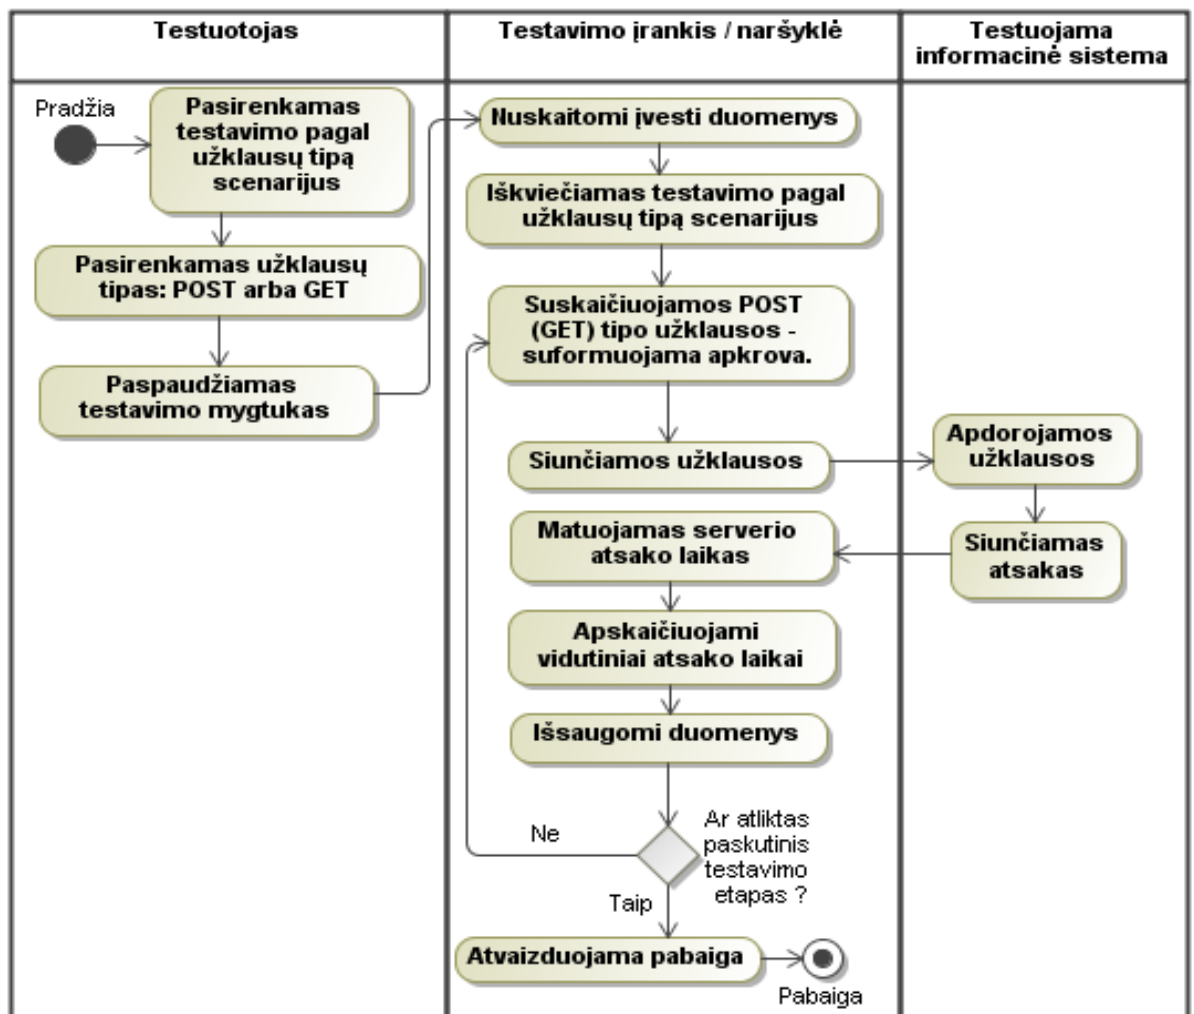 Testuotojas
Testavimo įrankis / naršyklė
Testuojama
informacinė sistema
Pradžia
Pasirenkamas
testavimo pagal
užklausų tipą
scenarijus
Pasirenkamas užklausų
tipas: POST arba GET
Paspaudžiamas
testavimo mygtukas
Nuskaitomi įvesti duomenys
Iškviečiamas testavimo pagal
užklausų tipą scenarijus
Suskaičiuojamos POST
(GET) tipo užklausos -
suformuojama apkrova.
Siunčiamos užklausos
Apdorojamos
užklausos
Siunčiamas
atsakas
Matuojamas serverio
atsako laikas
Apskaičiuojami
vidutiniai atsako laikai
Išsaugomi duomenys
Ne
Ar atliktas
paskutinis
testavimo
etapas ?
Taip
Atvaizduojama pabaiga
Pabaiga